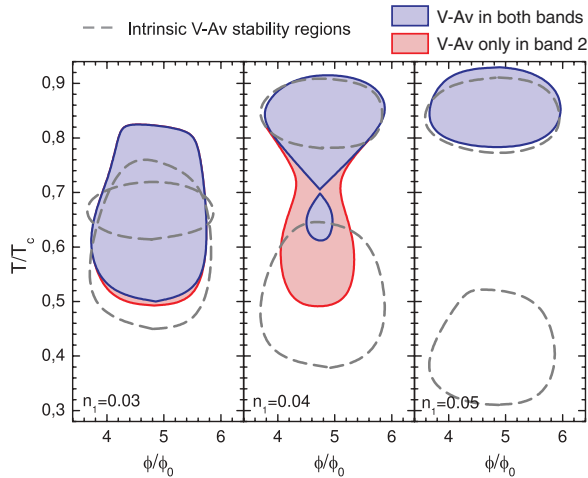 Intrinsic V-Av stability regions
V-Av in both bands
V-Av only in band 2
T/T_c
0,9
0,8
0,7
0,6
0,5
0,4
0,3
n_1=0.03
n_1=0.04
n_1=0.05
4 5 6 4 5 6 4 5 6
ϕ/ϕ_0 ϕ/ϕ_0 ϕ/ϕ_0